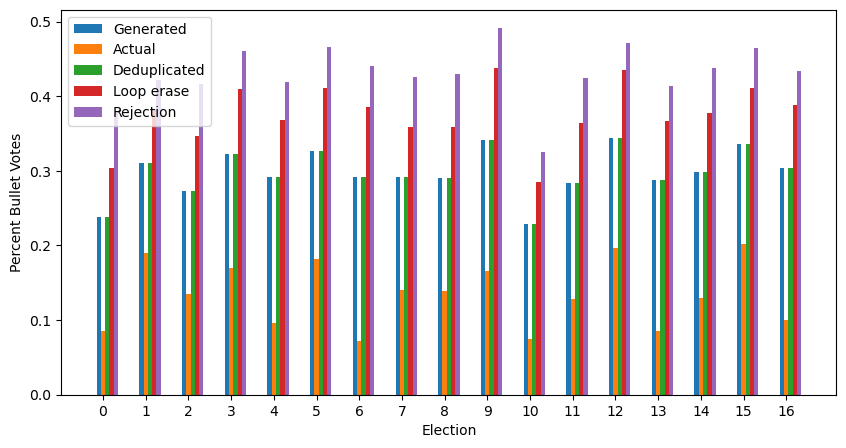 0.5
0.4
0.3
0.2
0.1
0.0
Percent Bullet Votes
Generated
Actual
Deduplicated
Loop erase
Rejection
0 1 2 3 4 5 6 7 8 9 10 11 12 13 14 15 16
Election